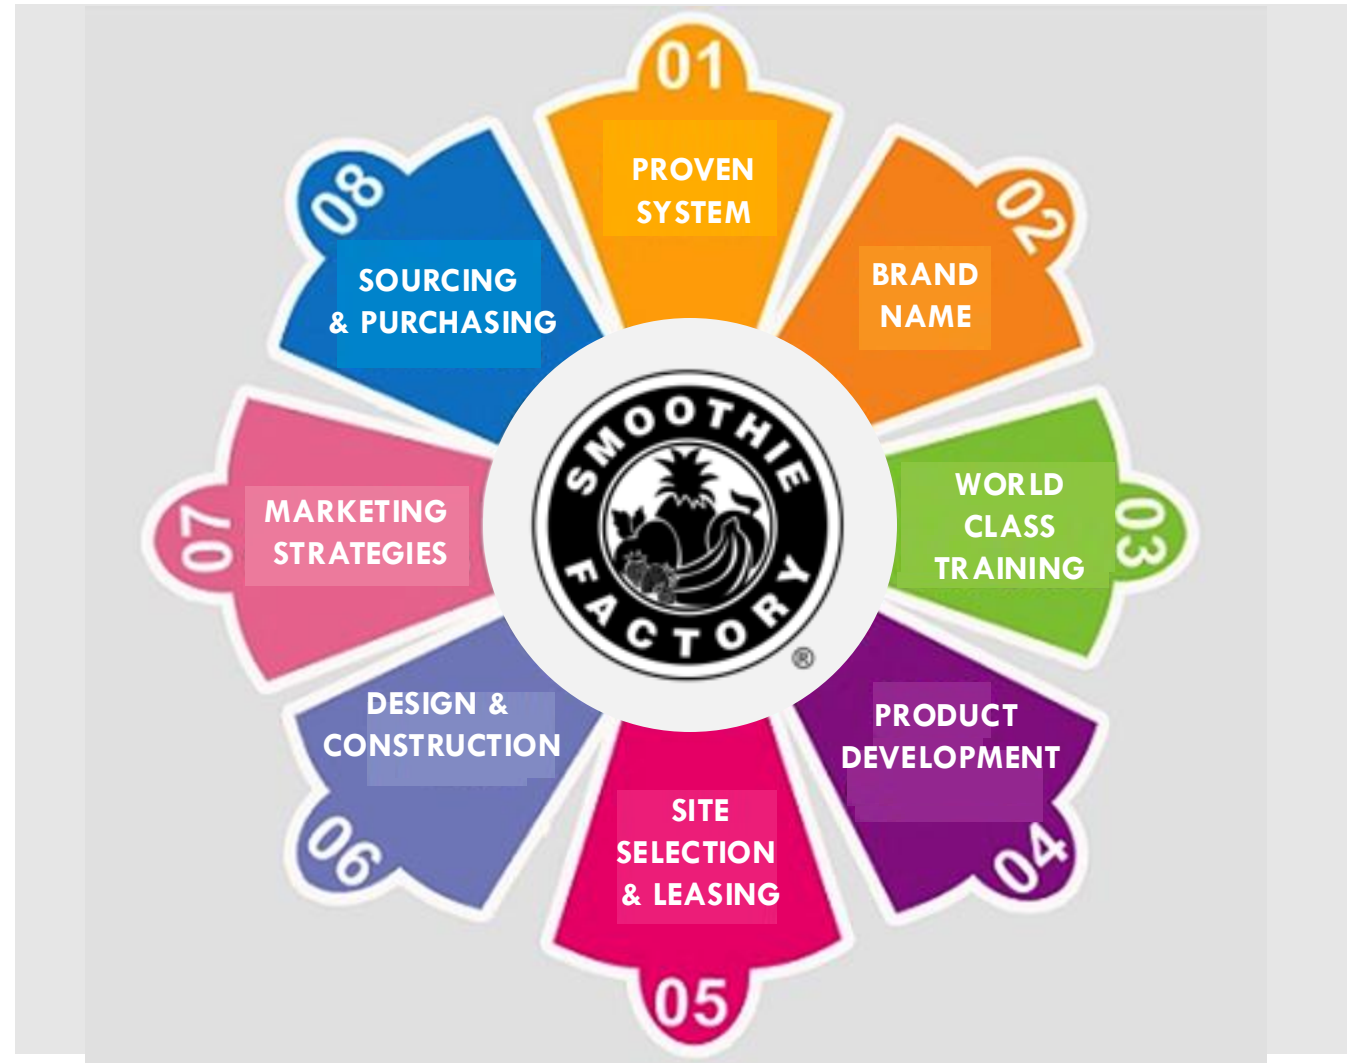 01
PROVEN
SYSTEM
02
BRAND
NAME
03
WORLD
CLASS
TRAINING
04
PRODUCT
DEVELOPMENT
05
SITE
SELECTION
& LEASING
06
DESIGN &
CONSTRUCTION
07
MARKETING
STRATEGIES
08
SOURCING
& PURCHASING
SMOOTHIE
FACTORY
®